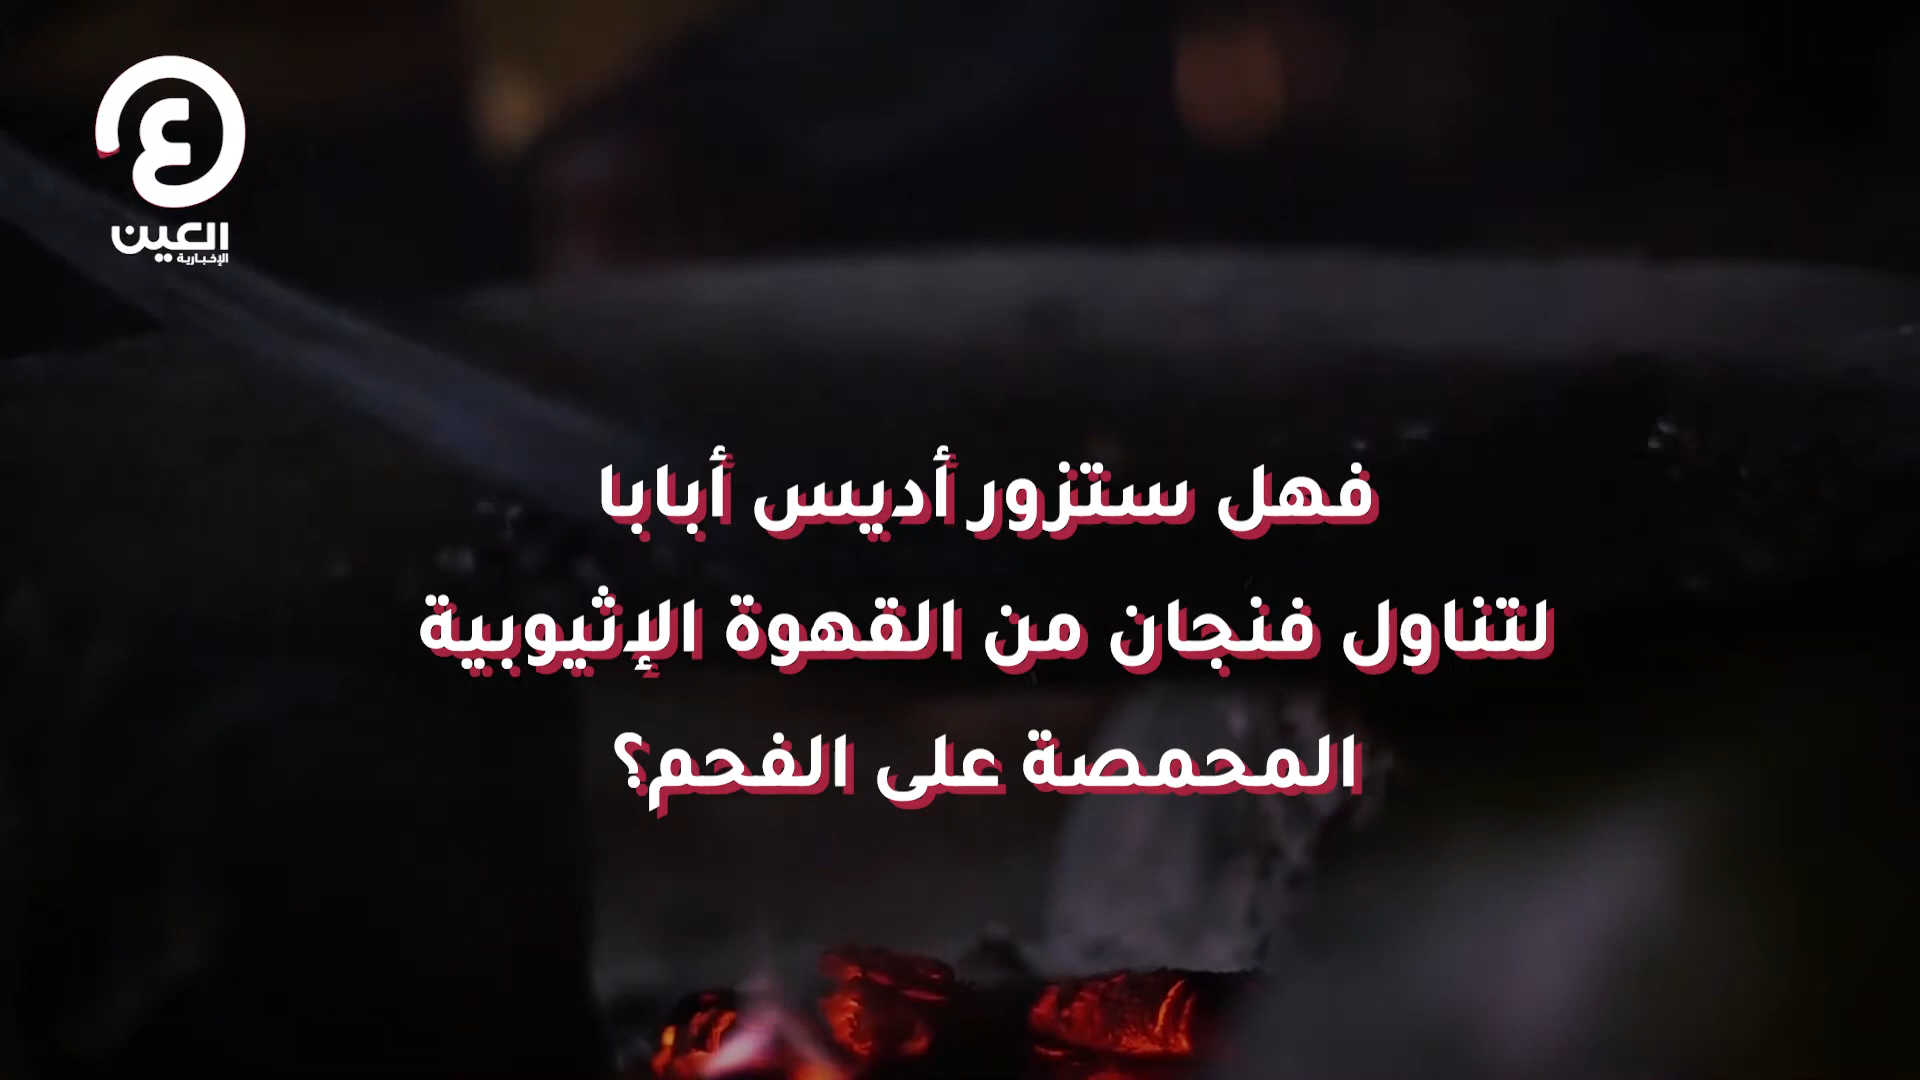 العين
الإخبارية
فهل ستزور أديس أبابا
لتناول فنجان من القهوة الإثيوبية
المحمصة على الفحم؟